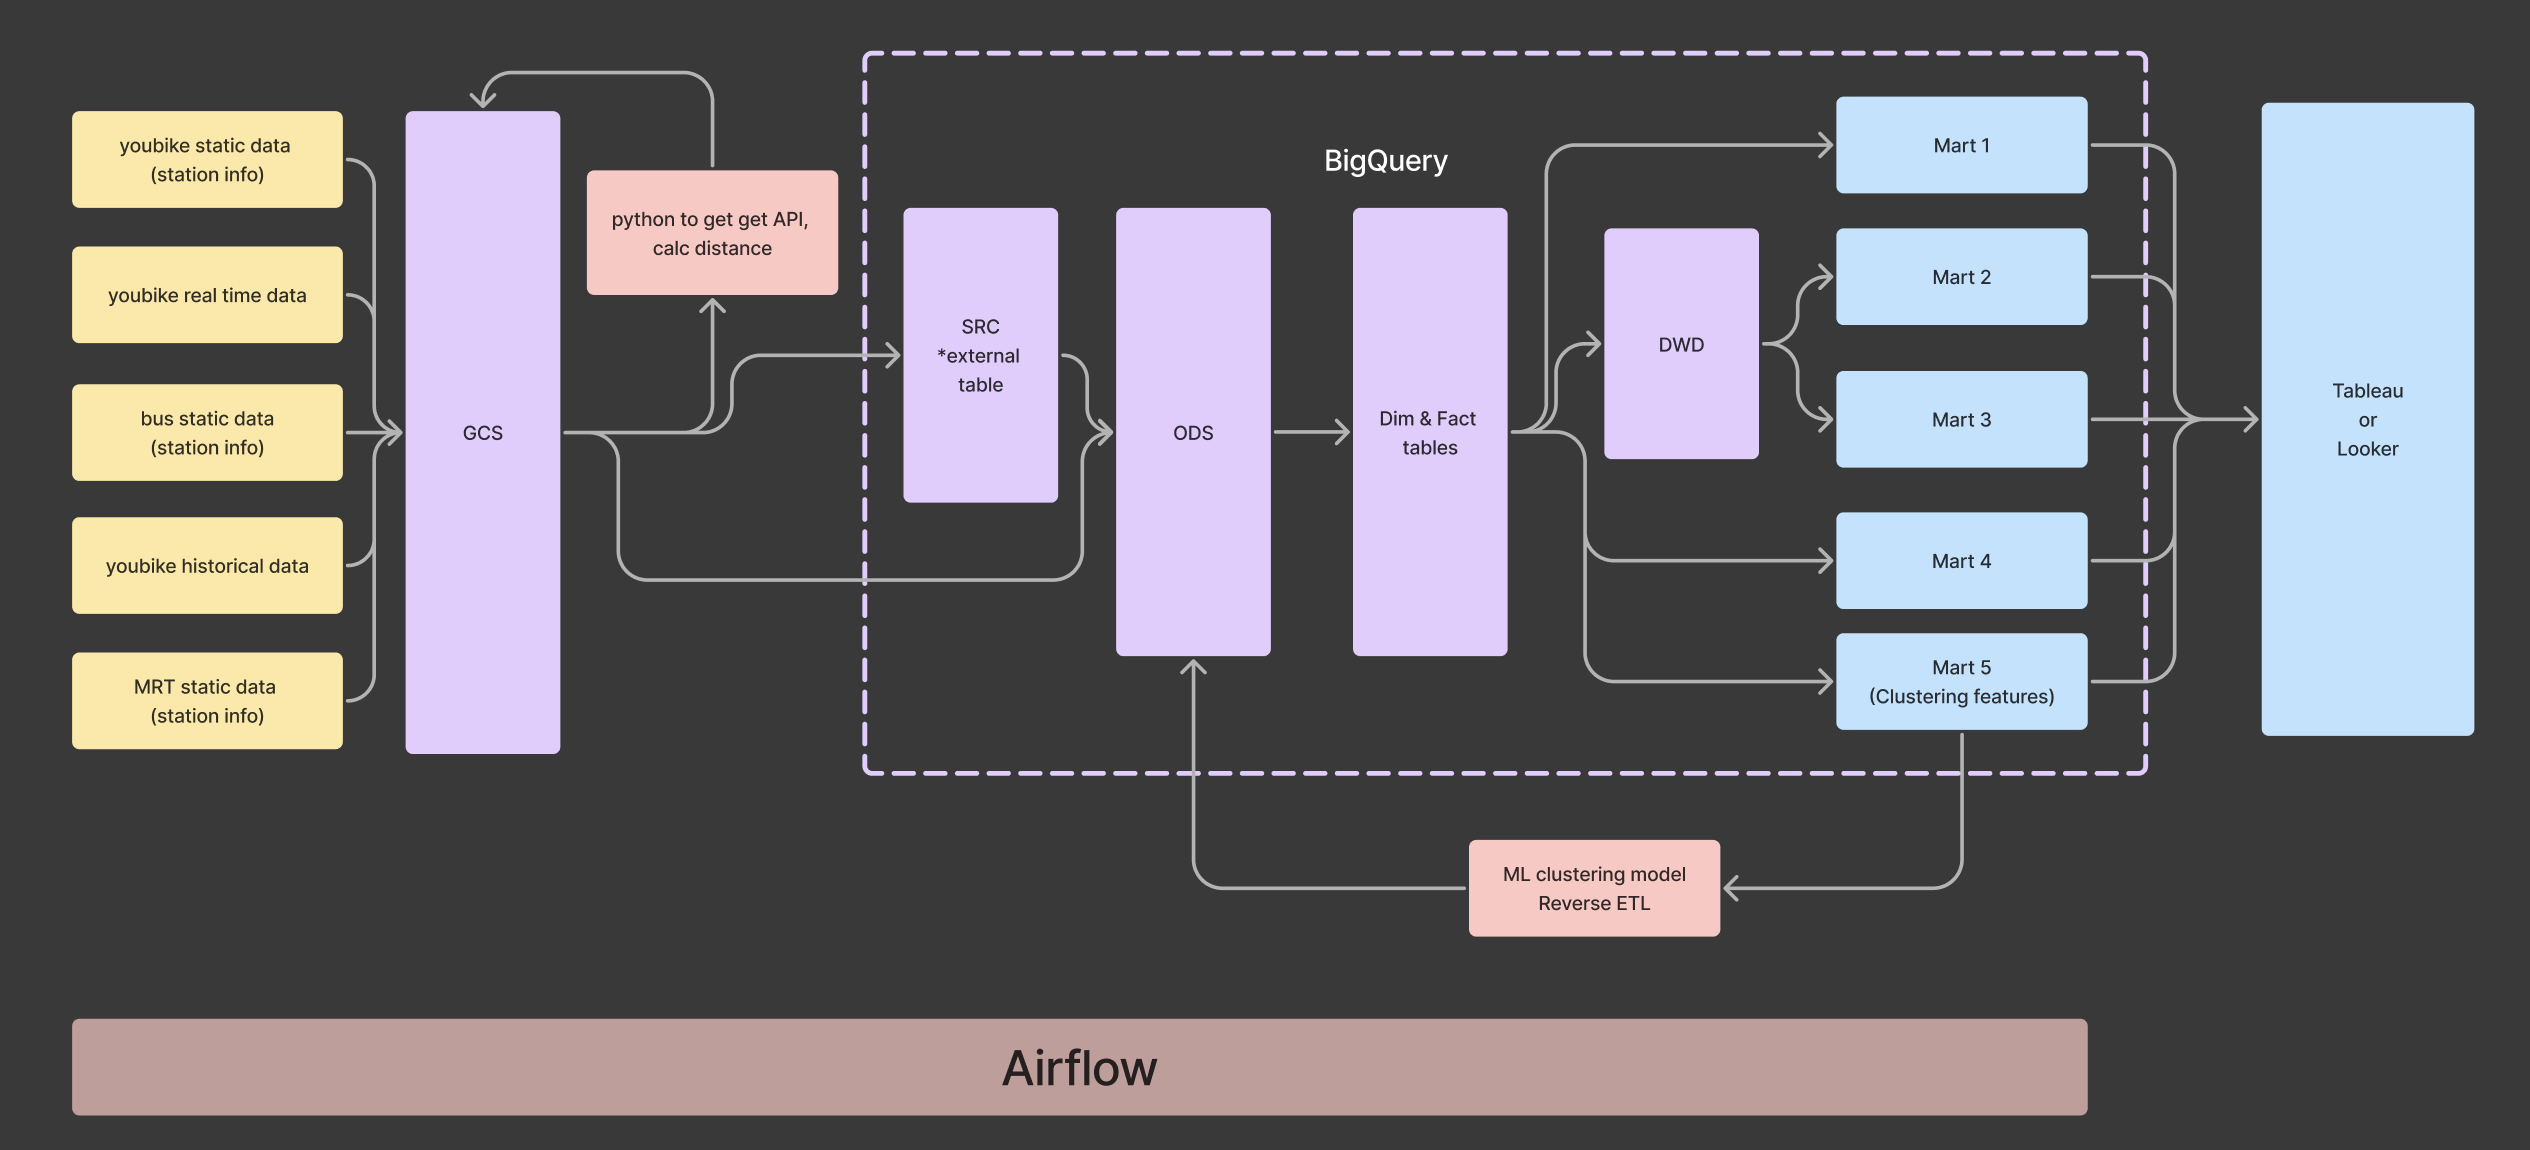 youbike static data
(station info)
youbike real time data
bus static data
(station info)
youbike historical data
MRT static data
(station info)
GCS
python to get get API,
calc distance
BigQuery
SRC
*external
table
ODS
Dim & Fact
tables
DWD
Mart 1
Mart 2
Mart 3
Mart 4
Mart 5
(Clustering features)
Tableau
or
Looker
ML clustering model
Reverse ETL
Airflow